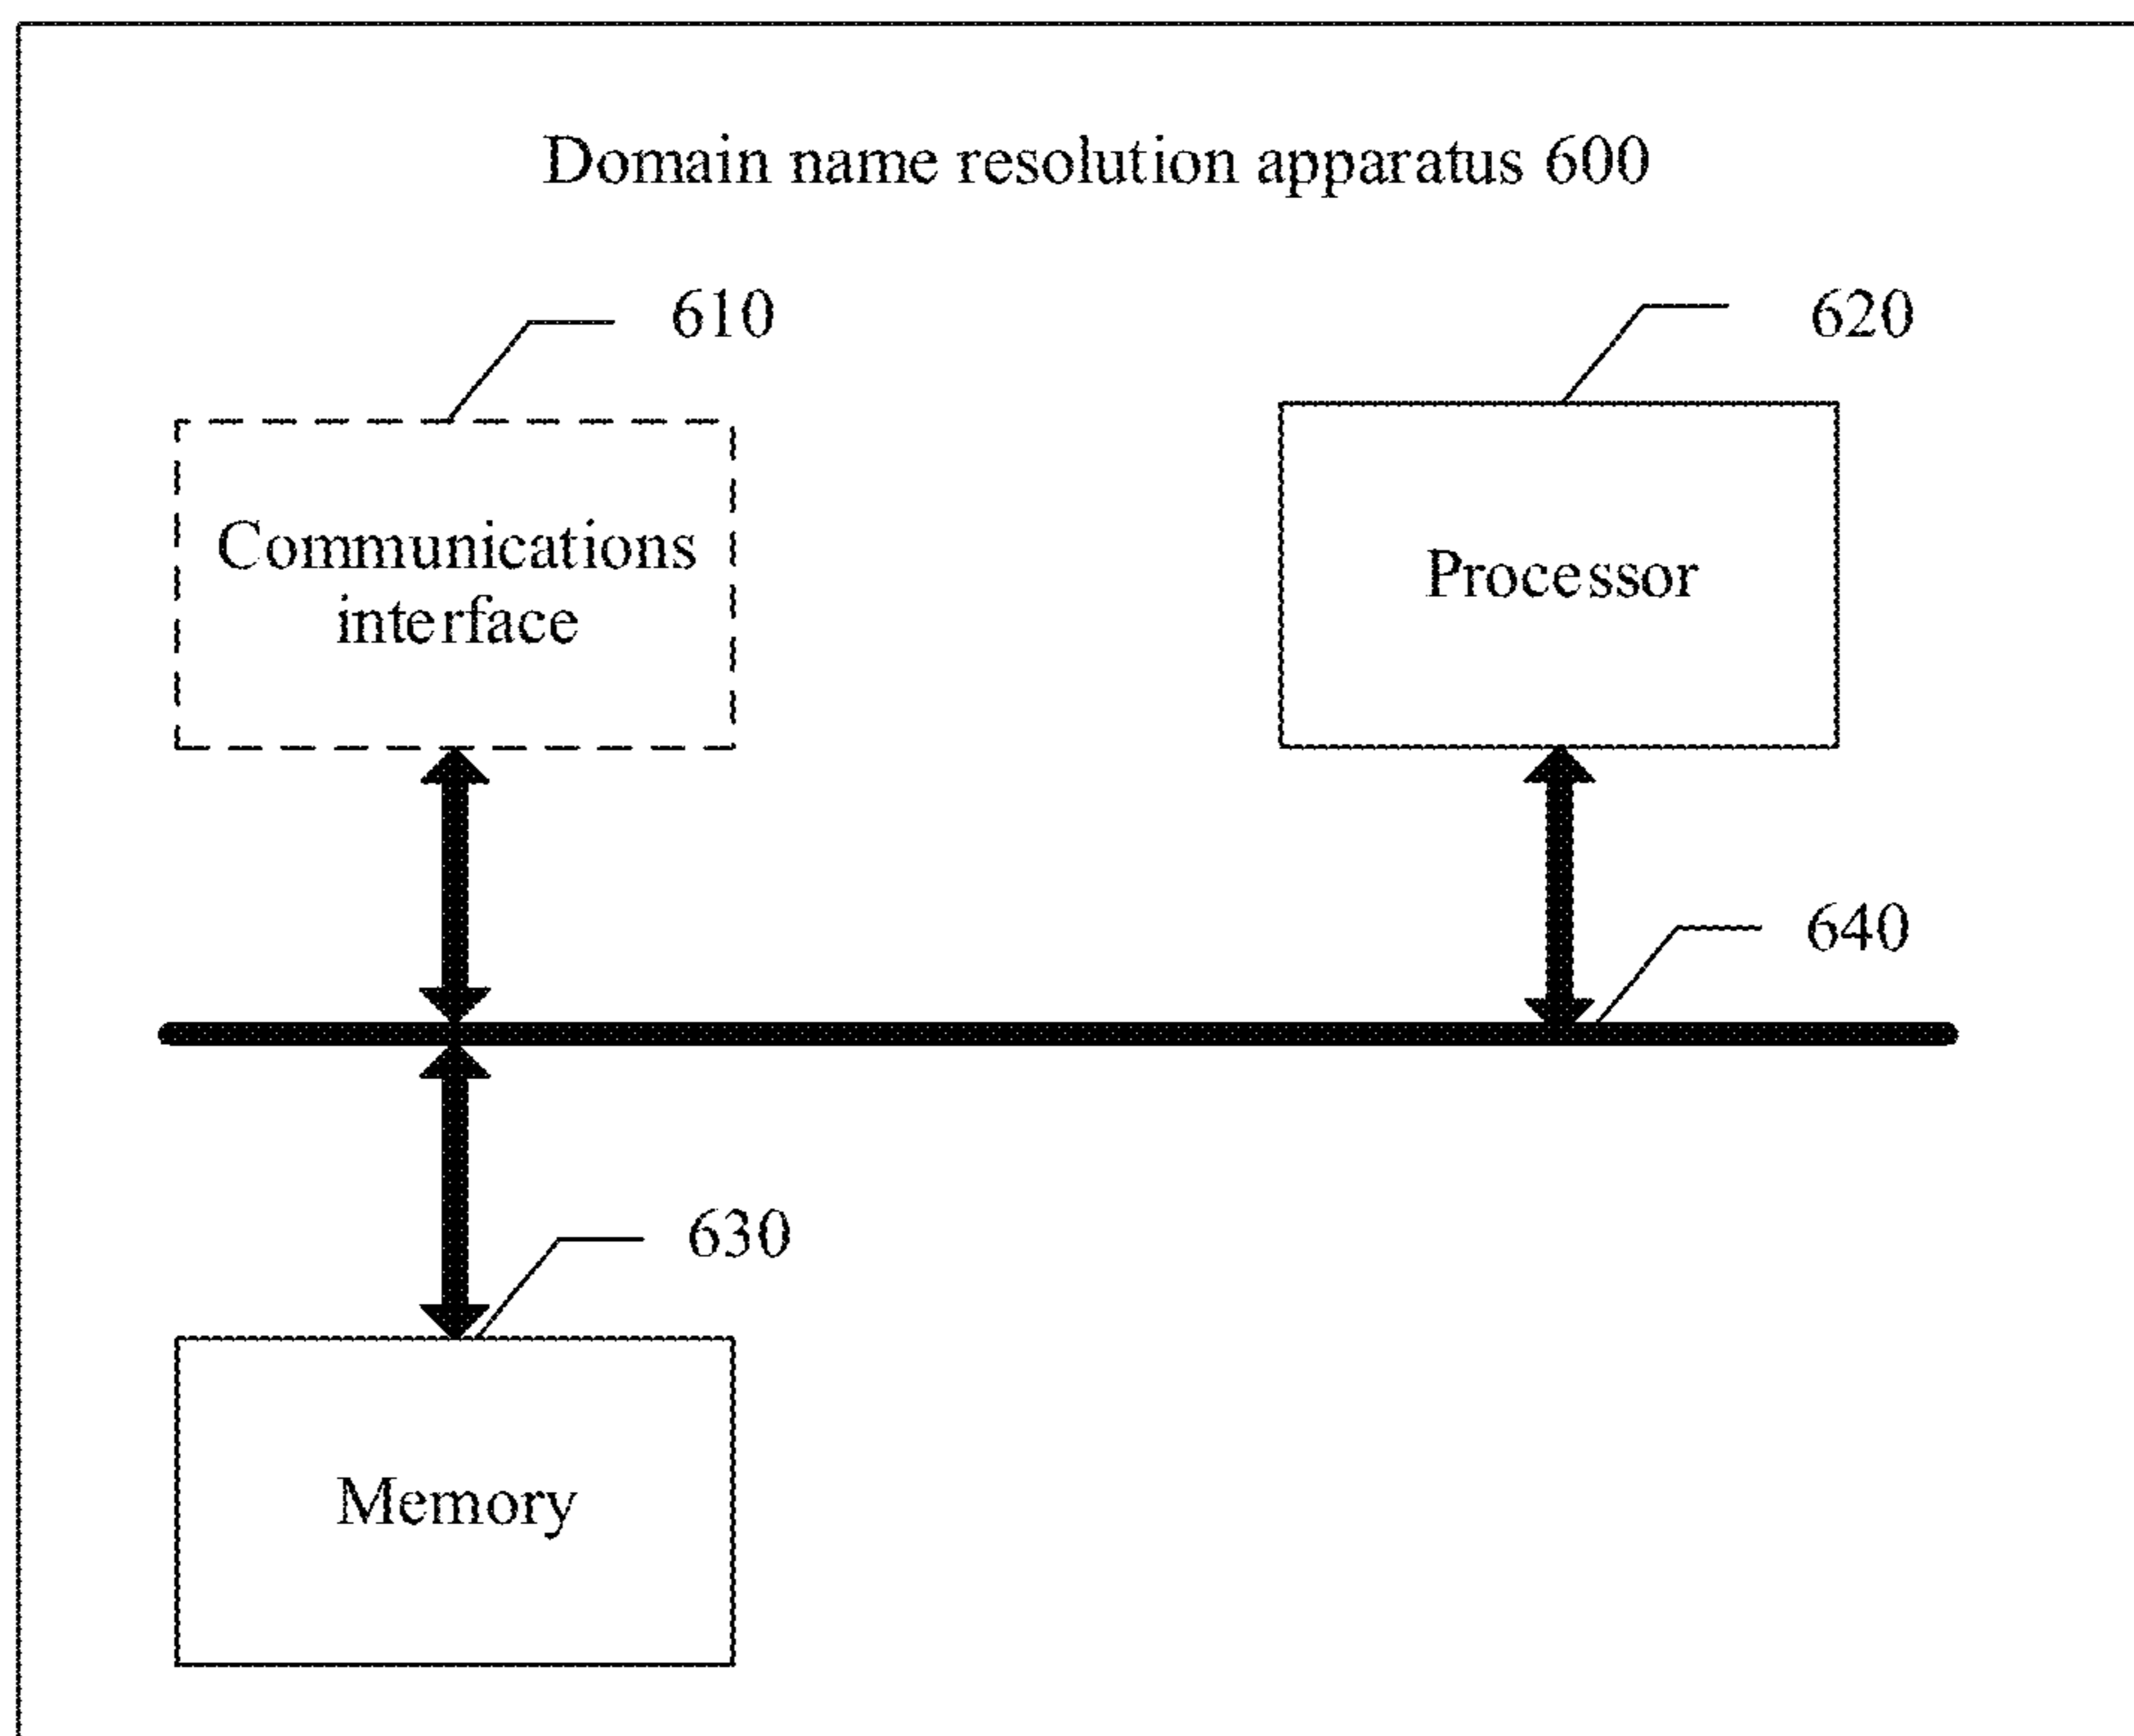 Domain name resolution apparatus 600
610
620
Communications
interface
Processor
640
630
Memory